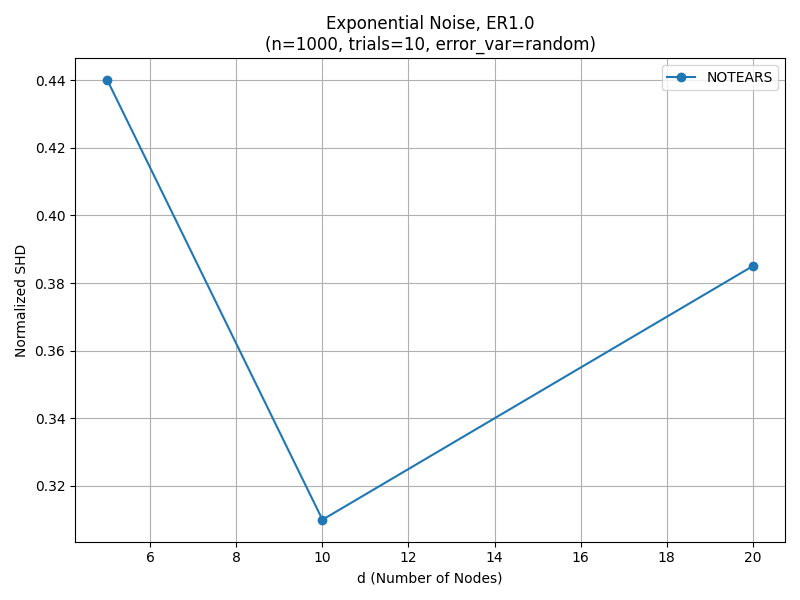 Exponential Noise, ER1.0
(n=1000, trials=10, error_var=random)
NOTEARS
Normalized SHD
0.44
0.42
0.40
0.38
0.36
0.34
0.32
6 8 10 12 14 16 18 20
d (Number of Nodes)